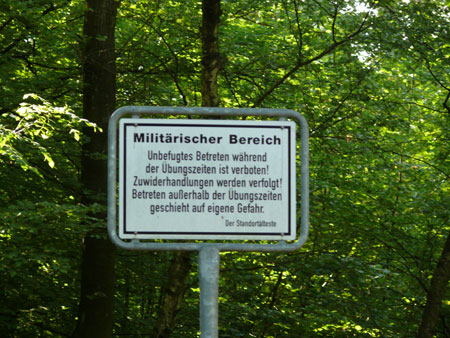 Militärischer Bereich
Unbefugtes Betreten während
der Übungszeiten ist verboten!
Zuwiderhandlungen werden verfolgt!
Betreten außerhalb der Übungszeiten
geschieht auf eigene Gefahr.
Der Standortälteste